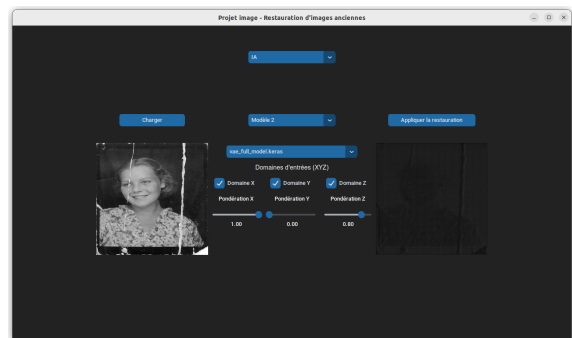 Projet image - Restauration d'images anciennes
IA
Charger
Modèle 2
Appliquer la restauration
vae_full_model.keras
Domaines d'entrées (XYZ)
Domaine X Domaine Y Domaine Z
Pondération X Pondération Y Pondération Z
1.00 0.00 0.80